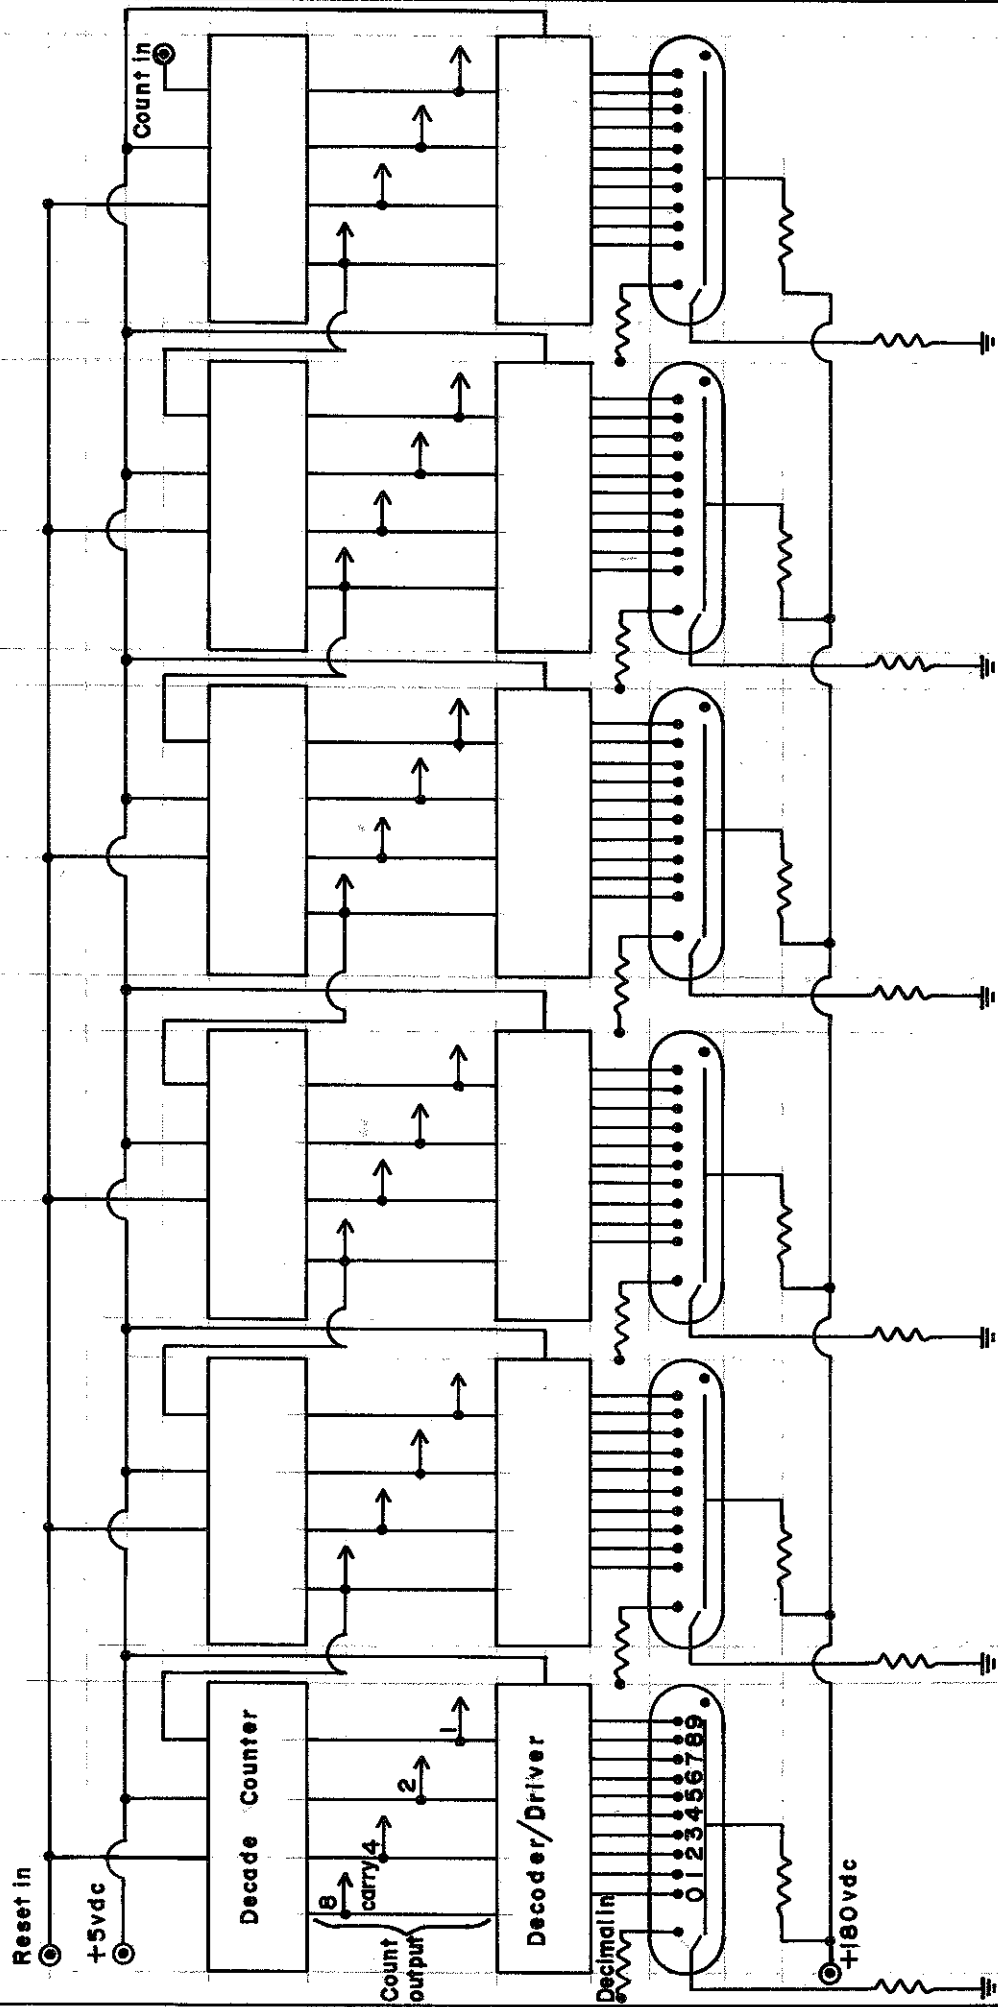 Reset in
+5vdc
Count in
Decade Counter
8
carry
4
2
1
Count
output
Decoder/Driver
Decimal in
0 1 2 3 4 5 6 7 8 9
+180vdc